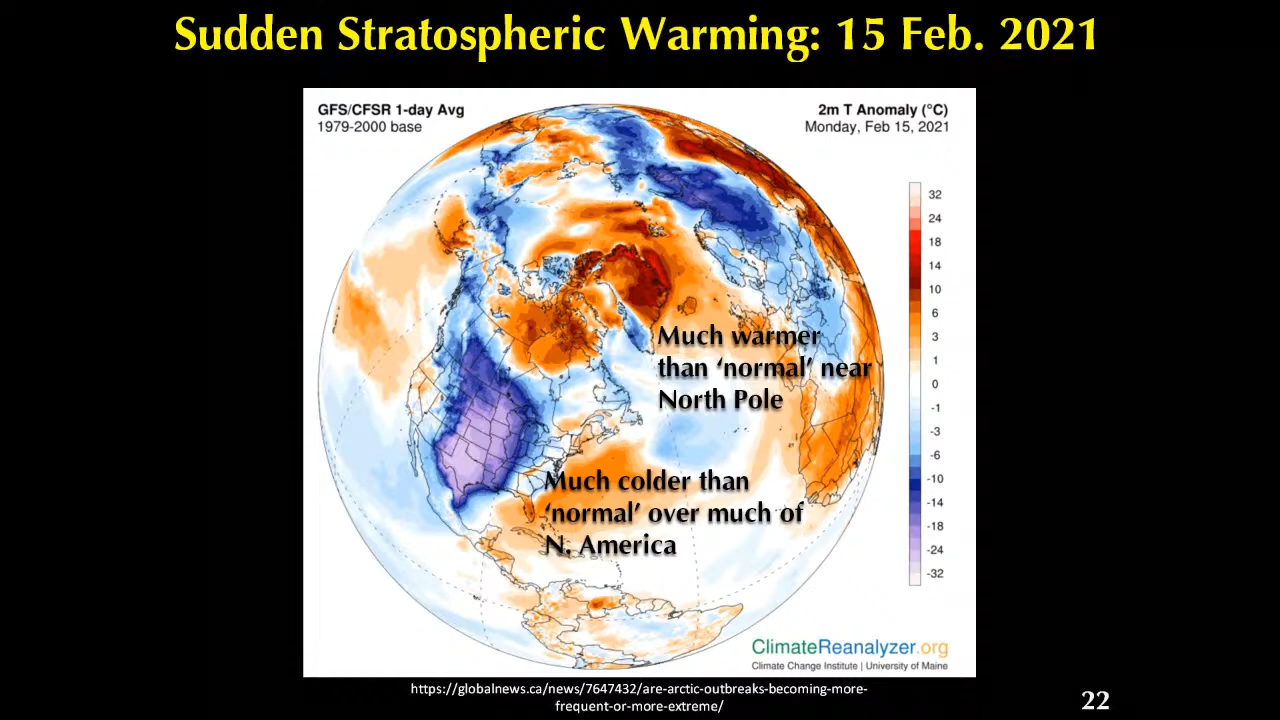 Sudden Stratospheric Warming: 15 Feb. 2021
GFS/CFSR 1-day Avg
1979-2000 base
2m T Anomaly (°C)
Monday, Feb 15, 2021
32
24
18
14
10
6
3
1
0
-1
-3
-6
-10
-14
-18
-24
-32
Much warmer
than ‘normal’ near
North Pole
Much colder than
‘normal’ over much of
N. America
ClimateReanalyzer.org
Climate Change Institute | University of Maine
https://globalnews.ca/news/7647432/are-arctic-outbreaks-becoming-more-
frequent-or-more-extreme/
22